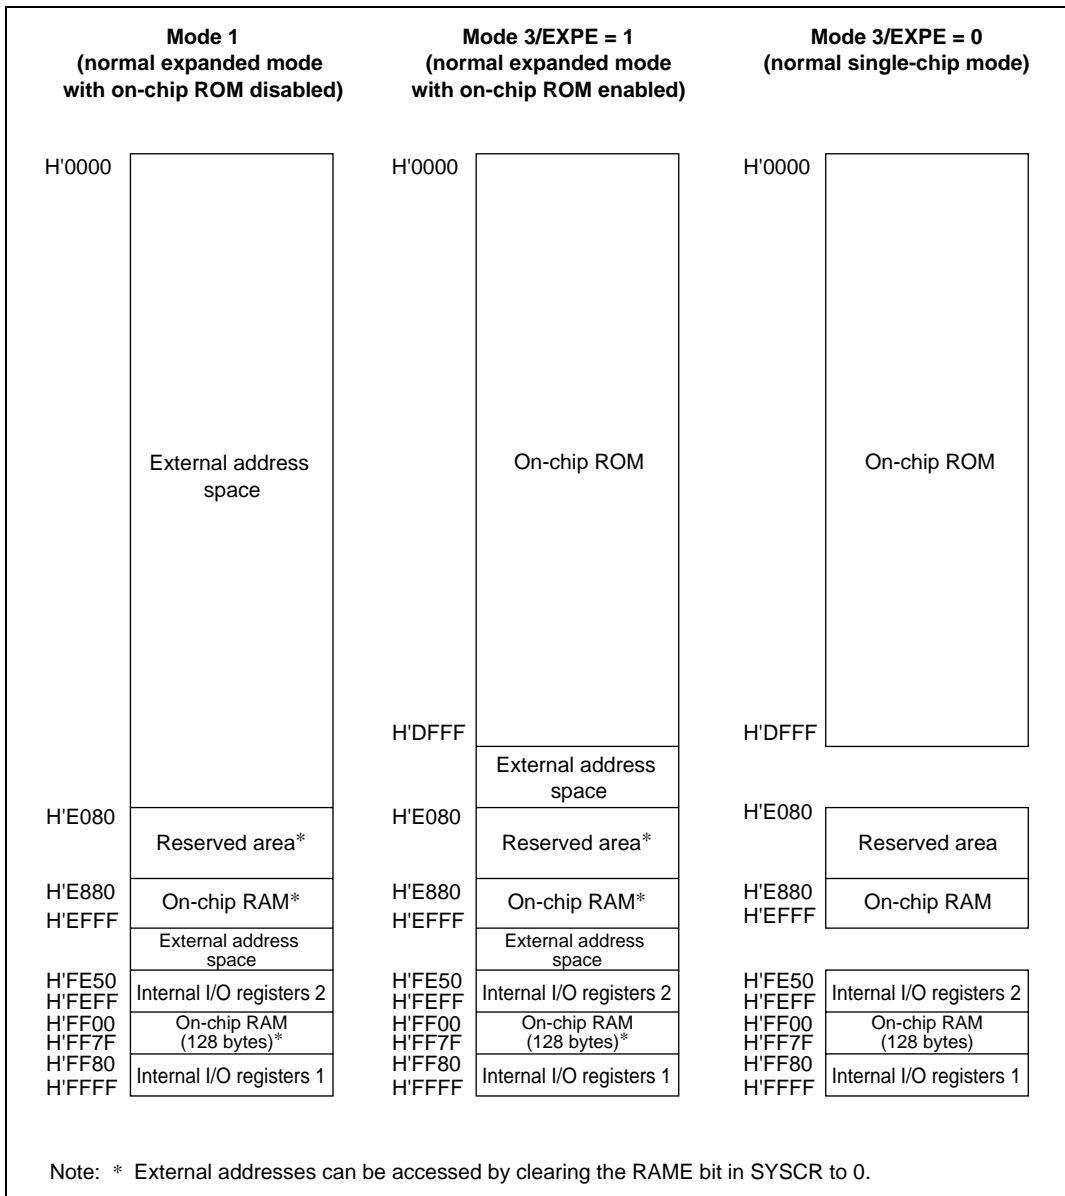 Mode 1
(normal expanded mode
with on-chip ROM disabled)
H'0000
External address
space
H'E080
Reserved area*
H'E880
On-chip RAM*
H'EFFF
External address
space
H'FE50
Internal I/O registers 2
H'FEFF
H'FF00
On-chip RAM
(128 bytes)*
H'FF7F
H'FF80
Internal I/O registers 1
H'FFFF
Mode 3/EXPE = 1
(normal expanded mode
with on-chip ROM enabled)
H'0000
On-chip ROM
H'DFFF
External address
space
H'E080
Reserved area*
H'E880
On-chip RAM*
H'EFFF
External address
space
H'FE50
Internal I/O registers 2
H'FEFF
H'FF00
On-chip RAM
(128 bytes)*
H'FF7F
H'FF80
Internal I/O registers 1
H'FFFF
Mode 3/EXPE = 0
(normal single-chip mode)
H'0000
On-chip ROM
H'DFFF
H'E080
Reserved area
H'E880
On-chip RAM
H'EFFF
H'FE50
Internal I/O registers 2
H'FEFF
H'FF00
On-chip RAM
(128 bytes)
H'FF7F
H'FF80
Internal I/O registers 1
H'FFFF
Note: * External addresses can be accessed by clearing the RAME bit in SYSCR to 0.